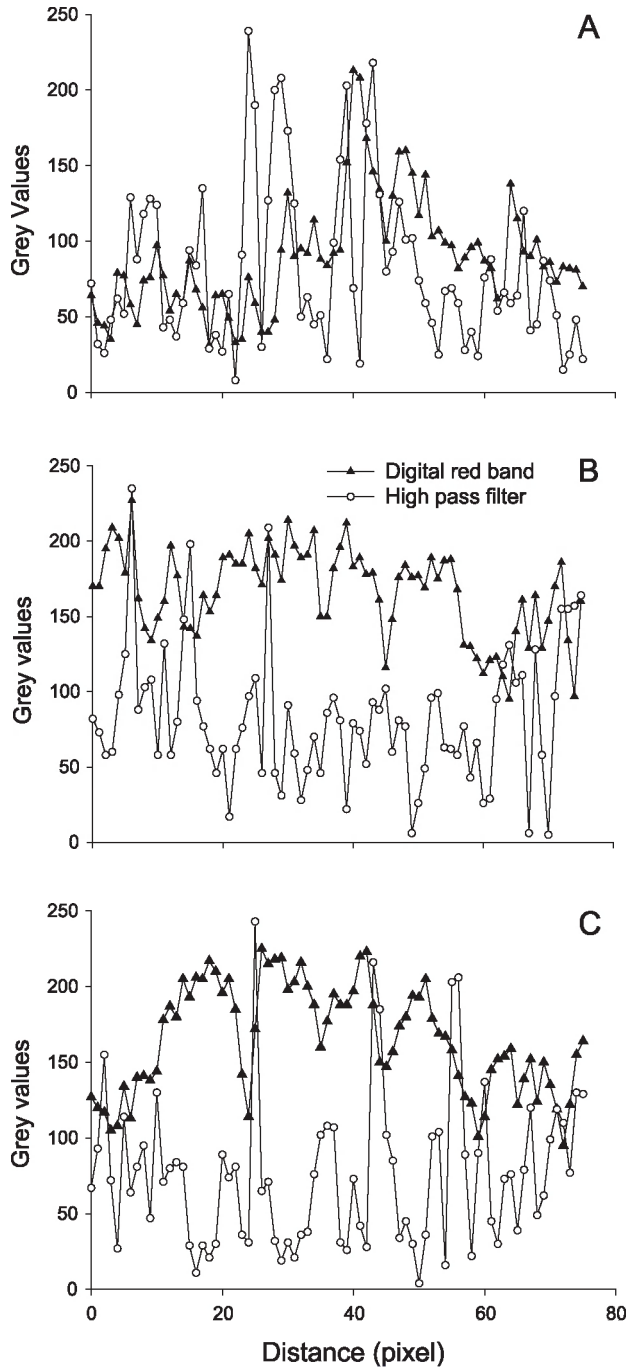 A
250
200
150
100
50
0
Grey Values
B
250
200
150
100
50
0
Grey values
Digital red band
High pass filter
C
250
200
150
100
50
0
Grey values
0 20 40 60 80
Distance (pixel)